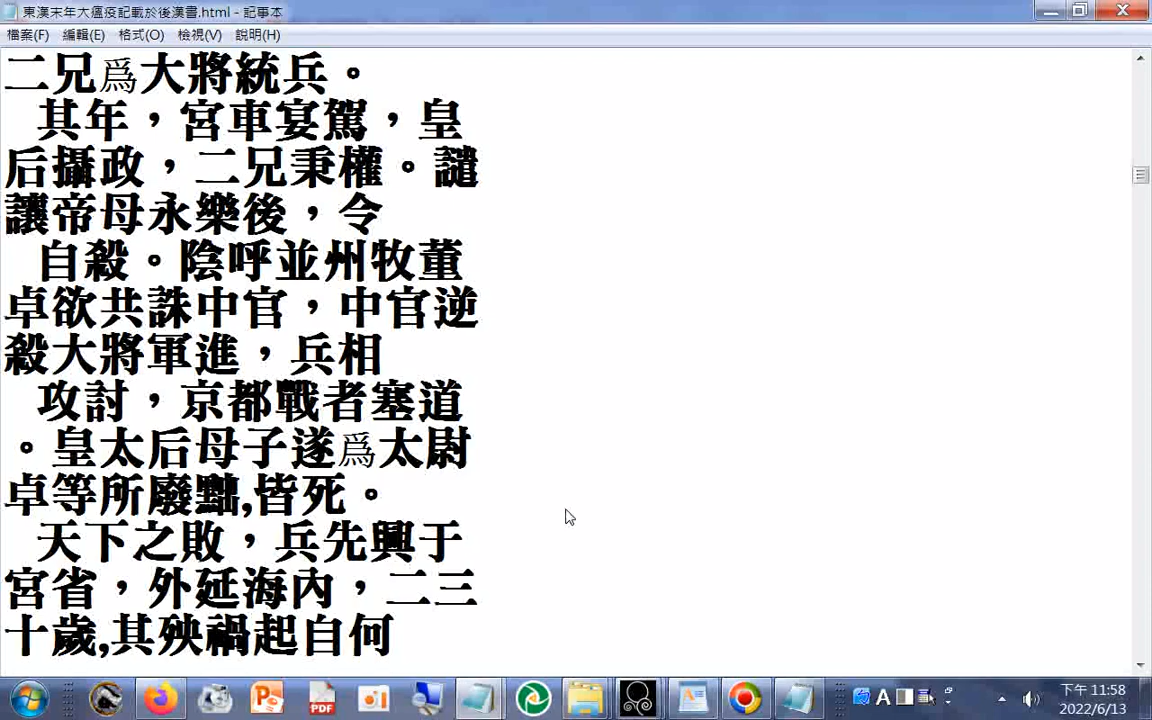 東漢末年大瘟疫記載於後漢書.html - 記事本
檔案(F) 編輯(E) 格式(O) 檢視(V) 說明(H)
二兄爲大將統兵。
其年，宮車宴駕，皇
后攝政，二兄秉權。譴
讓帝母永樂後，令
自殺。陰呼並州牧董
卓欲共誅中官，中官逆
殺大將軍進，兵相
攻討，京都戰者塞道
。皇太后母子遂爲太尉
卓等所廢黜,皆死。
天下之敗，兵先興于
宮省，外延海內，二三
十歲,其殃禍起自何
PDF
A
下午 11:58
2022/6/13